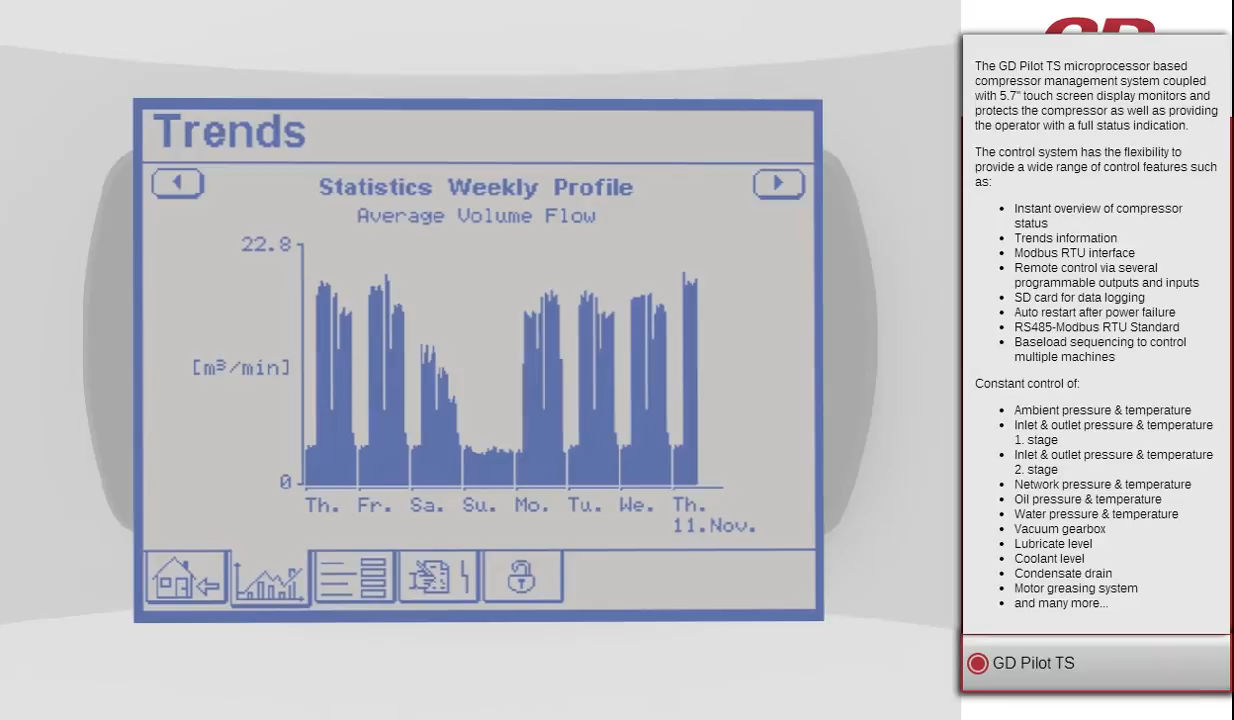 Trends
Statistics Weekly Profile
Average Volume Flow
22.8
[m³/min]
0
Th. Fr. Sa. Su. Mo. Tu. We. Th.
11.Nov.
The GD Pilot TS microprocessor based
compressor management system coupled
with 5.7" touch screen display monitors and
protects the compressor as well as providing
the operator with a full status indication.
The control system has the flexibility to
provide a wide range of control features such
as:
• Instant overview of compressor
status
• Trends information
• Modbus RTU interface
• Remote control via several
programmable outputs and inputs
• SD card for data logging
• Auto restart after power failure
• RS485-Modbus RTU Standard
• Baseload sequencing to control
multiple machines
Constant control of:
• Ambient pressure & temperature
• Inlet & outlet pressure & temperature
1. stage
• Inlet & outlet pressure & temperature
2. stage
• Network pressure & temperature
• Oil pressure & temperature
• Water pressure & temperature
• Vacuum gearbox
• Lubricate level
• Coolant level
• Condensate drain
• Motor greasing system
• and many more...
GD Pilot TS